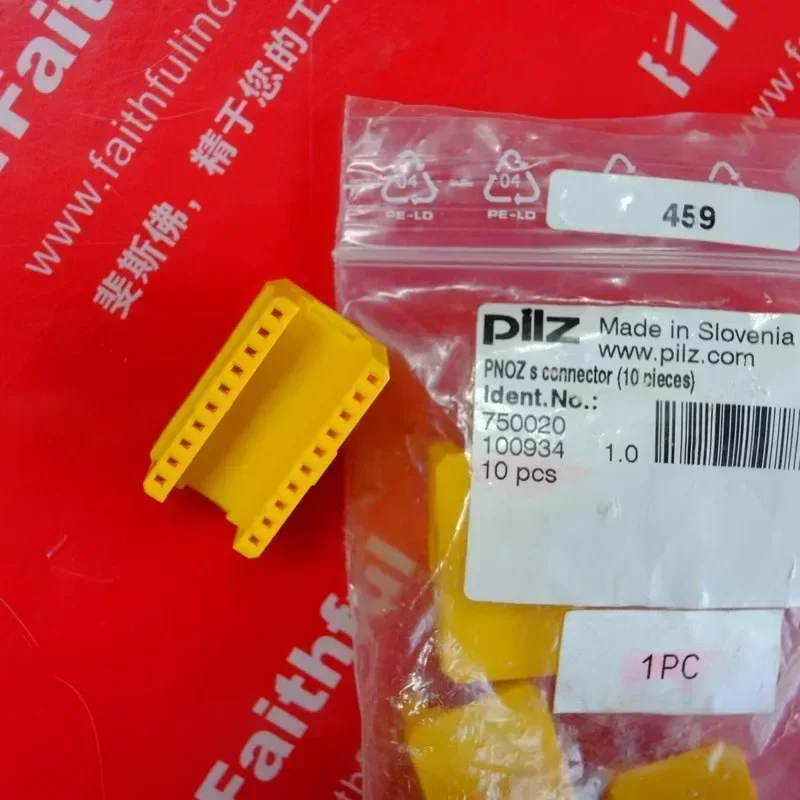 Faith
www.faithfulind
斐斯佛，精于您的工
04
PE-LD
04
PE-LD
459
pilz Made in Slovenia
www.pilz.com
PNOZ s connector (10 pieces)
Ident.No.:
750020
100934 1.0
10 pcs
1PC
Faithful